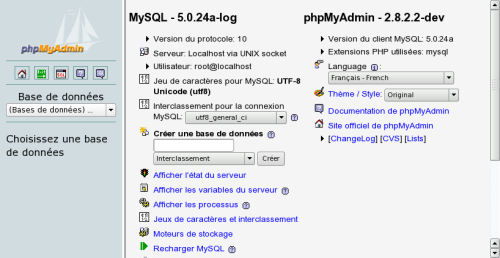 phpMyAdmin
Base de données
(Bases de données) ...
Choisissez une base
de données
MySQL - 5.0.24a-log
Version du protocole: 10
Serveur: Localhost via UNIX socket
Utilisateur: root@localhost
Jeu de caractères pour MySQL: UTF-8
Unicode (utf8)
Interclassement pour la connexion
MySQL: utf8_general_ci
Créer une base de données
Interclassement Créer
Afficher l'état du serveur
Afficher les variables du serveur
Afficher les processus
Jeux de caractères et interclassement
Moteurs de stockage
Recharger MySQL
phpMyAdmin - 2.8.2.2-dev
Version du client MySQL: 5.0.24a
Extensions PHP utilisées: mysql
Language :
Français - French
Thème / Style: Original
Documentation de phpMyAdmin
Site officiel de phpMyAdmin
[ChangeLog] [CVS] [Lists]